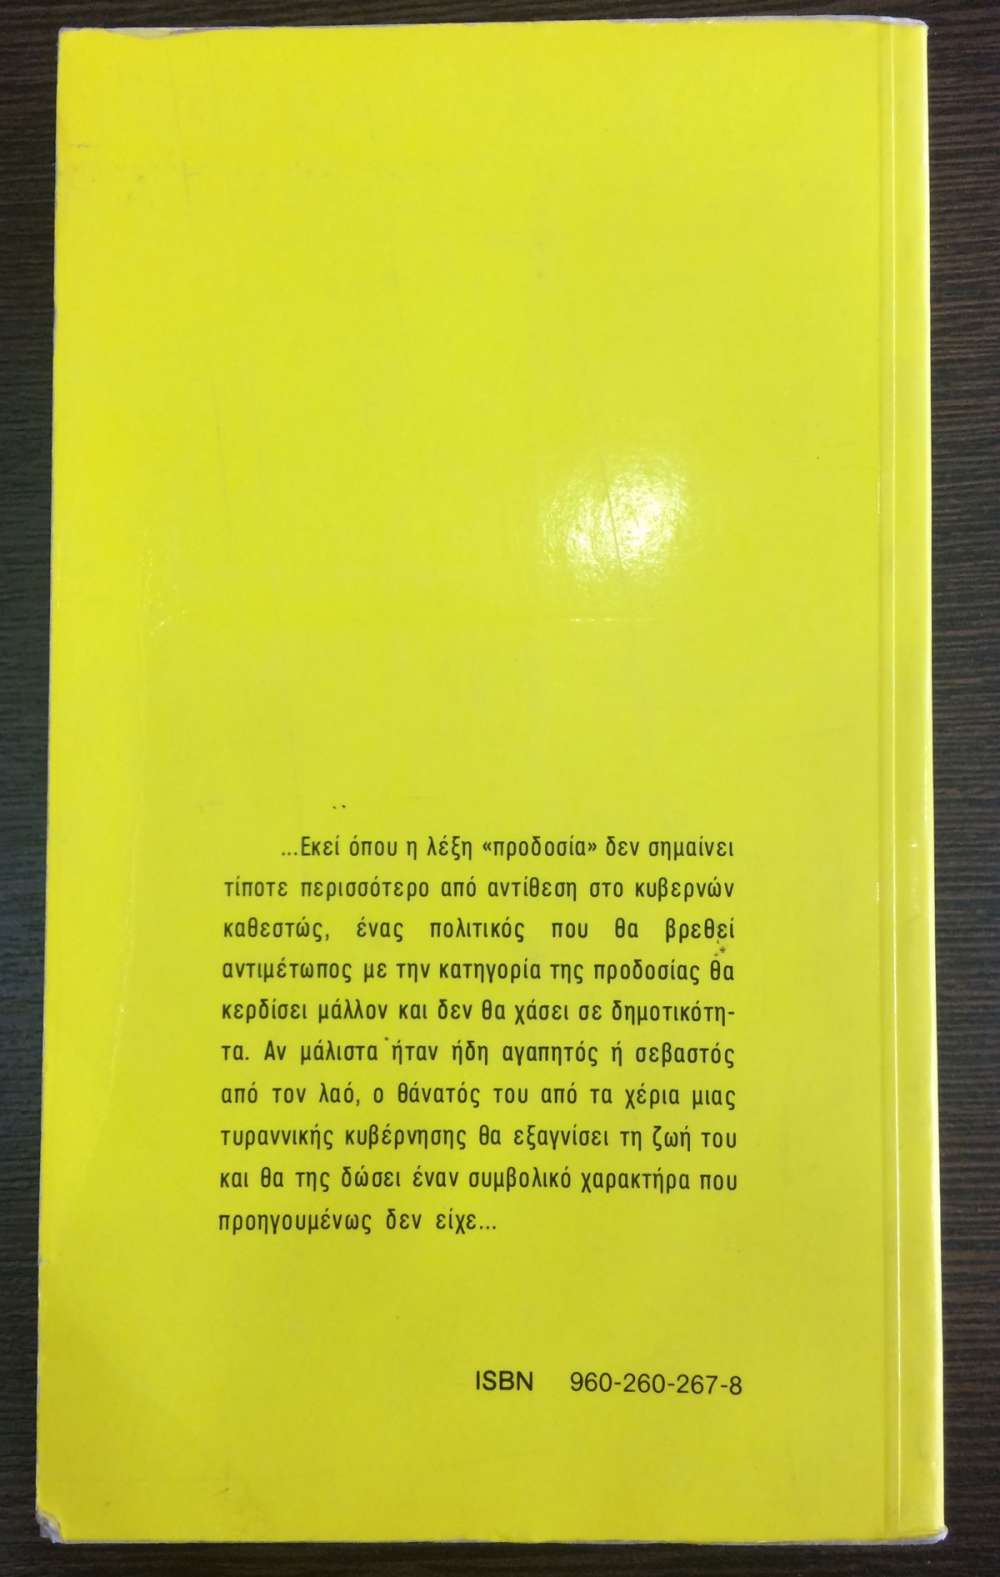 ...Εκεί όπου η λέξη «προδοσία» δεν σημαίνει
τίποτε περισσότερο από αντίθεση στο κυβερνών
καθεστώς, ένας πολιτικός που θα βρεθεί
αντιμέτωπος με την κατηγορία της προδοσίας θα
κερδίσει μάλλον και δεν θα χάσει σε δημοτικότη-
τα. Αν μάλιστα ήταν ήδη αγαπητός ή σεβαστός
από τον λαό, ο θάνατός του από τα χέρια μιας
τυραννικής κυβέρνησης θα εξαγνίσει τη ζωή του
και θα της δώσει έναν συμβολικό χαρακτήρα που
προηγουμένως δεν είχε...
ISBN 960-260-267-8